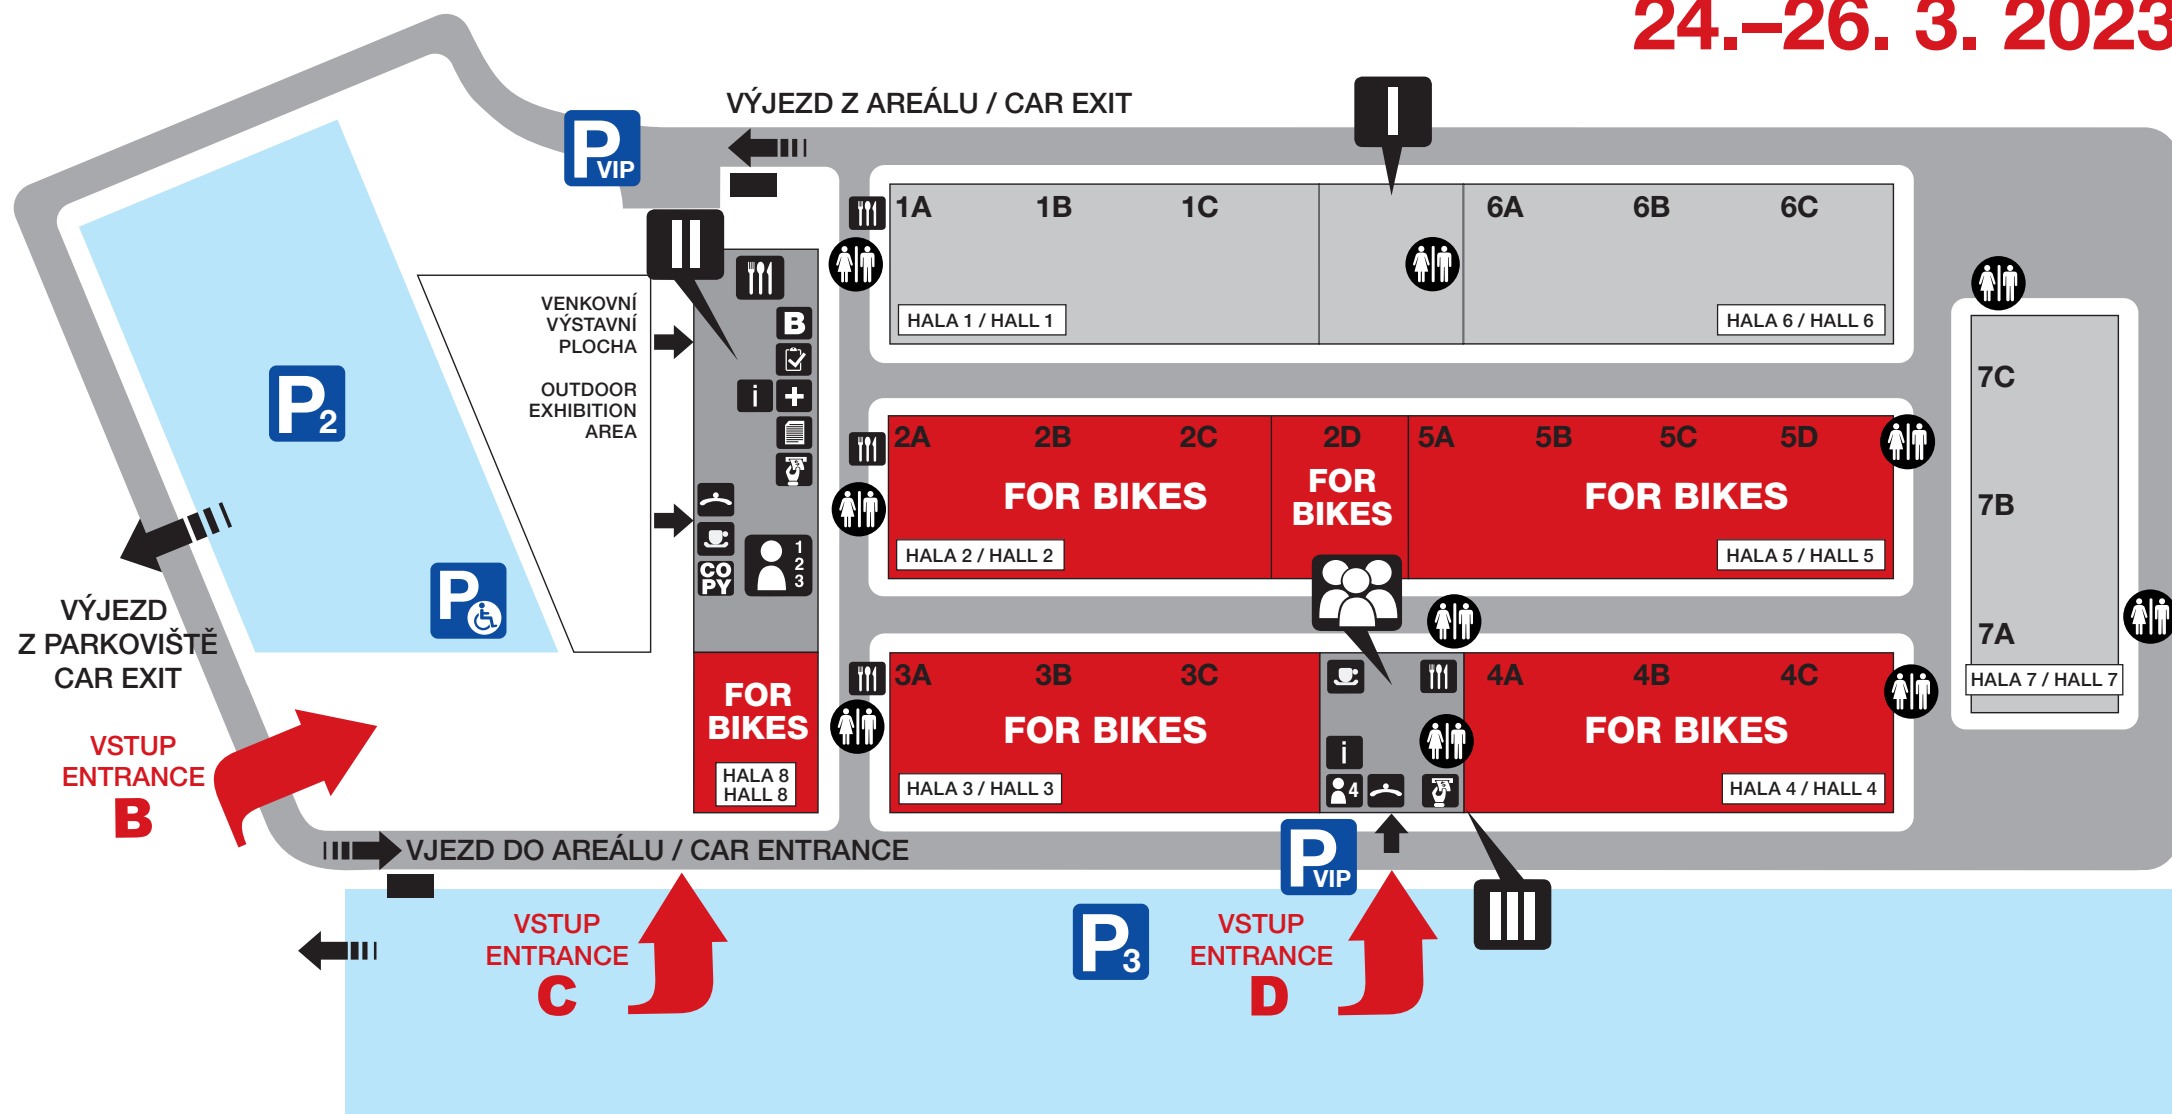 24.–26. 3. 2023
VÝJEZD Z AREÁLU / CAR EXIT
P VIP
I
II
1A 1B 1C 6A 6B 6C
HALA 1 / HALL 1
HALA 6 / HALL 6
VENKOVNÍ
VÝSTAVNÍ
PLOCHA
OUTDOOR
EXHIBITION
AREA
P2
B
i
CO
PY
1
2
3
P
2A 2B 2C 2D 5A 5B 5C 5D
FOR BIKES
FOR
BIKES
FOR BIKES
HALA 2 / HALL 2
HALA 5 / HALL 5
7C
7B
7A
HALA 7 / HALL 7
VÝJEZD
Z PARKOVIŠTĚ
CAR EXIT
FOR
BIKES
HALA 8
HALL 8
3A 3B 3C 4A 4B 4C
FOR BIKES
FOR BIKES
i
4
HALA 3 / HALL 3
HALA 4 / HALL 4
VSTUP
ENTRANCE
B
VJEZD DO AREÁLU / CAR ENTRANCE
P VIP
III
VSTUP
ENTRANCE
C
P3
VSTUP
ENTRANCE
D